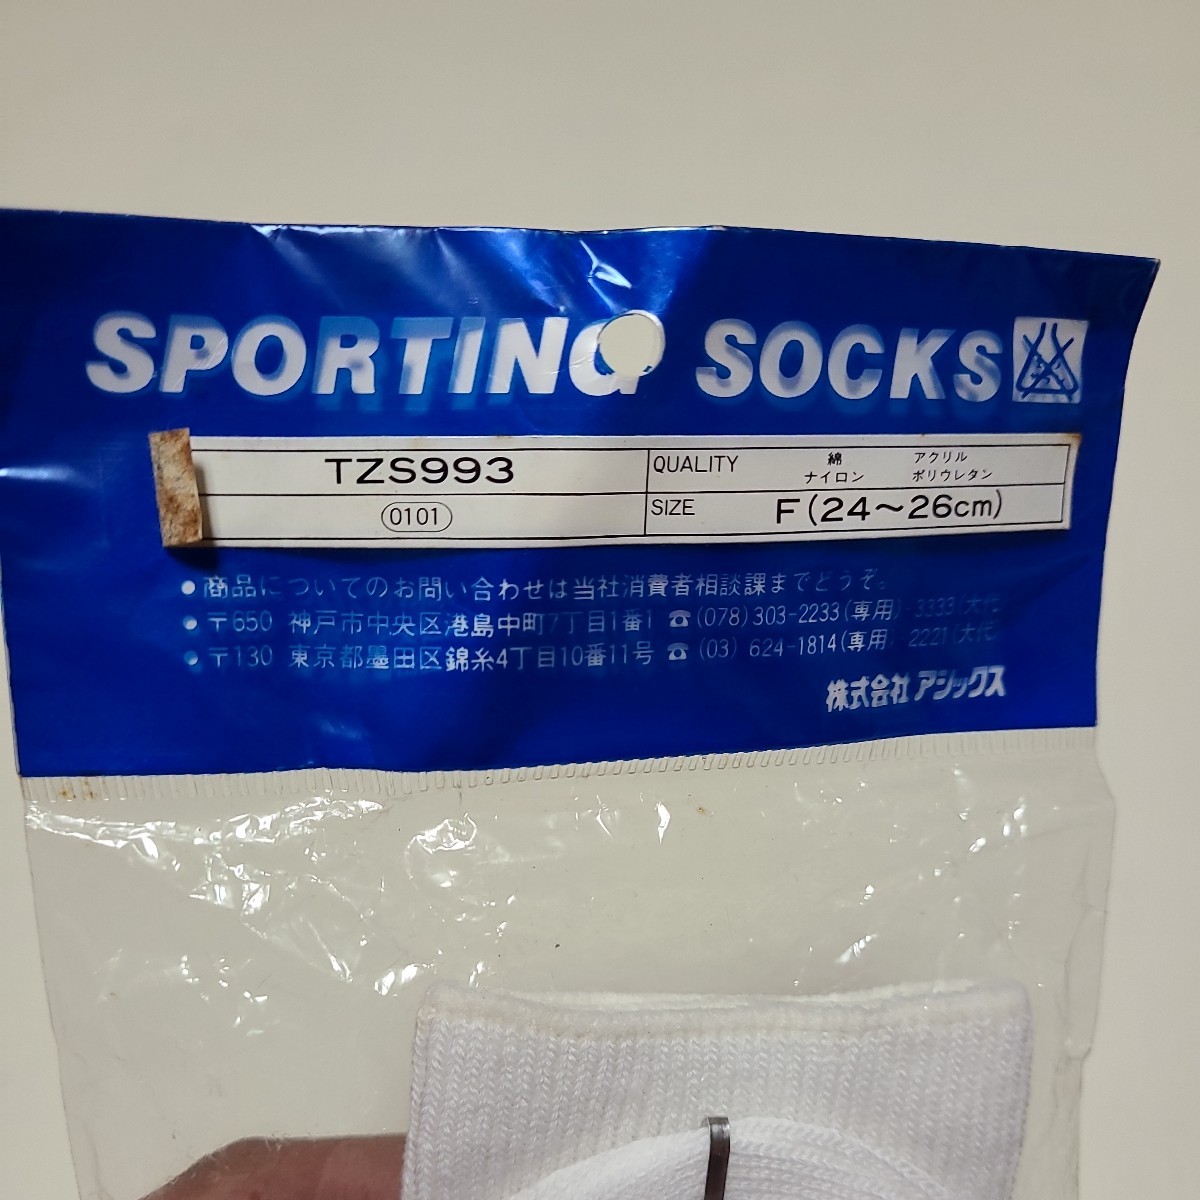 SPORTING SOCKS
TZS993
0101
QUALITY 綿 アクリル
ナイロン ポリウレタン
SIZE F(24〜26cm)
●商品についてのお問い合わせは当社消費者相談課までどうぞ。
●〒650 神戸市中央区港島中町7丁目1番1 ☎(078)303-2233(専用) 3333(大代
●〒130 東京都墨田区錦糸4丁目10番11号 ☎(03)624-1814(専用) 2221(大代
株式会社アシックス